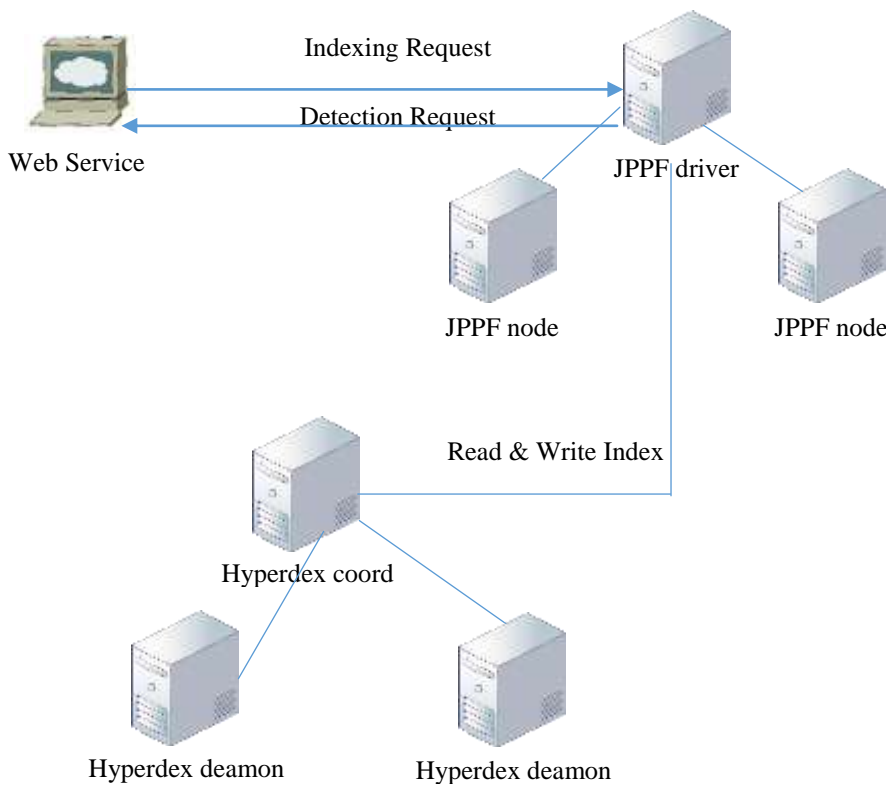 Indexing Request
Detection Request
Web Service
JPPF driver
JPPF node
JPPF node
Read & Write Index
Hyperdex coord
Hyperdex deamon
Hyperdex deamon